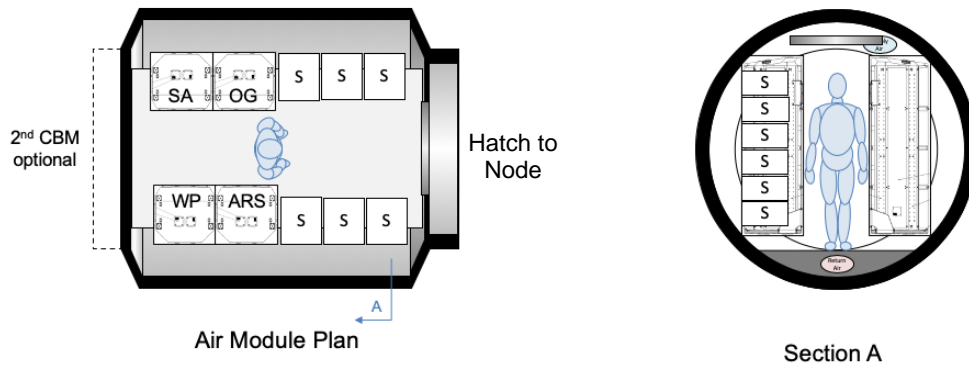 2nd CBM
optional
SA
OG
S
S
S
WP
ARS
S
S
S
Hatch to
Node
A
Air Module Plan
Air
S
S
S
S
S
S
Return
Air
Section A